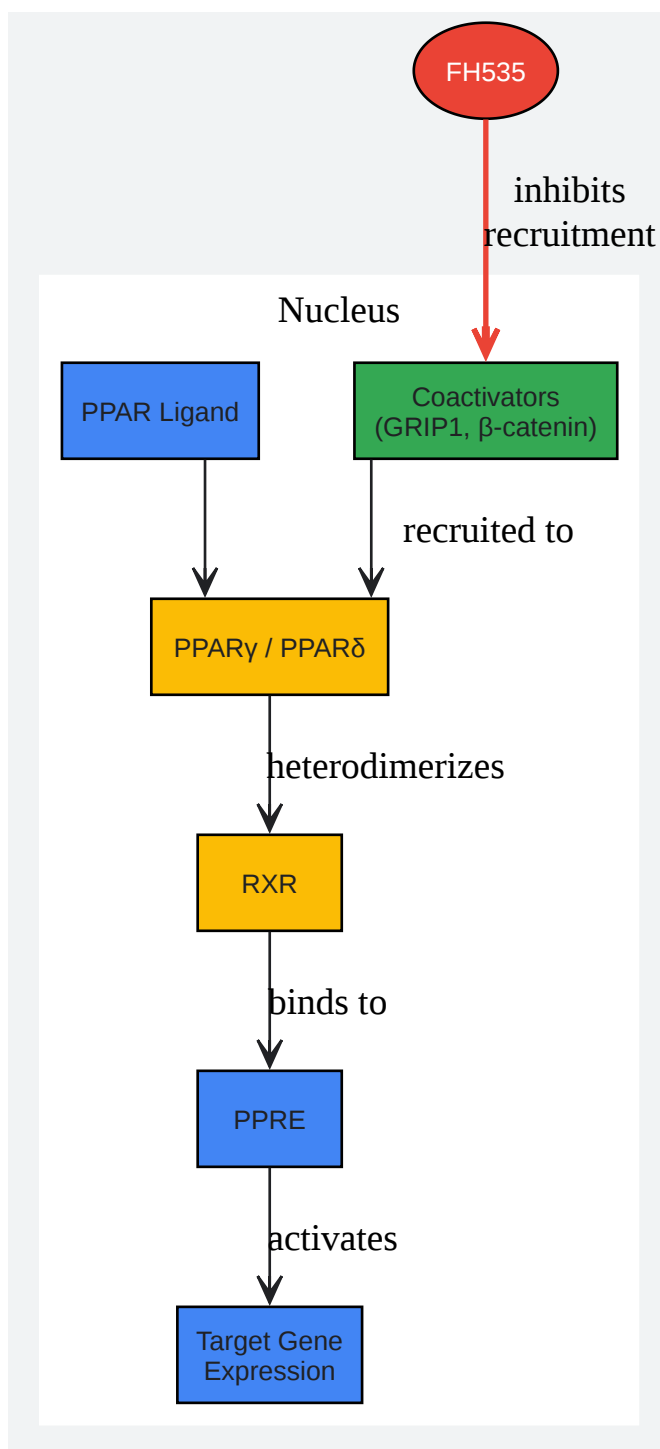 FH535
inhibits
recruitment
Nucleus
PPAR Ligand
Coactivators
(GRIP1, β-catenin)
recruited to
PPARγ / PPARδ
heterodimerizes
RXR
binds to
PPRE
activates
Target Gene
Expression